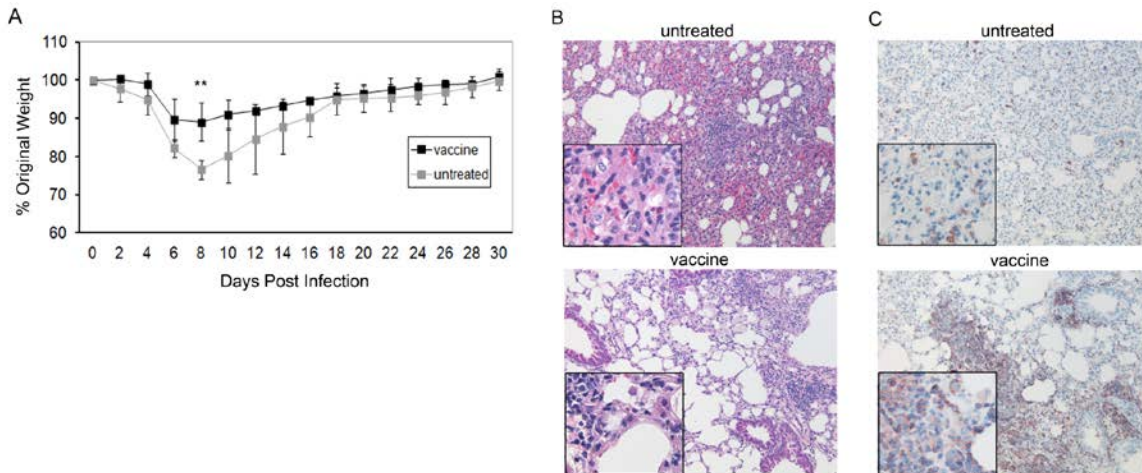 A
110
100
90
80
70
60
% Original Weight
**
*
vaccine
untreated
0 2 4 6 8 10 12 14 16 18 20 22 24 26 28 30
Days Post Infection
B
untreated
vaccine
C
untreated
vaccine